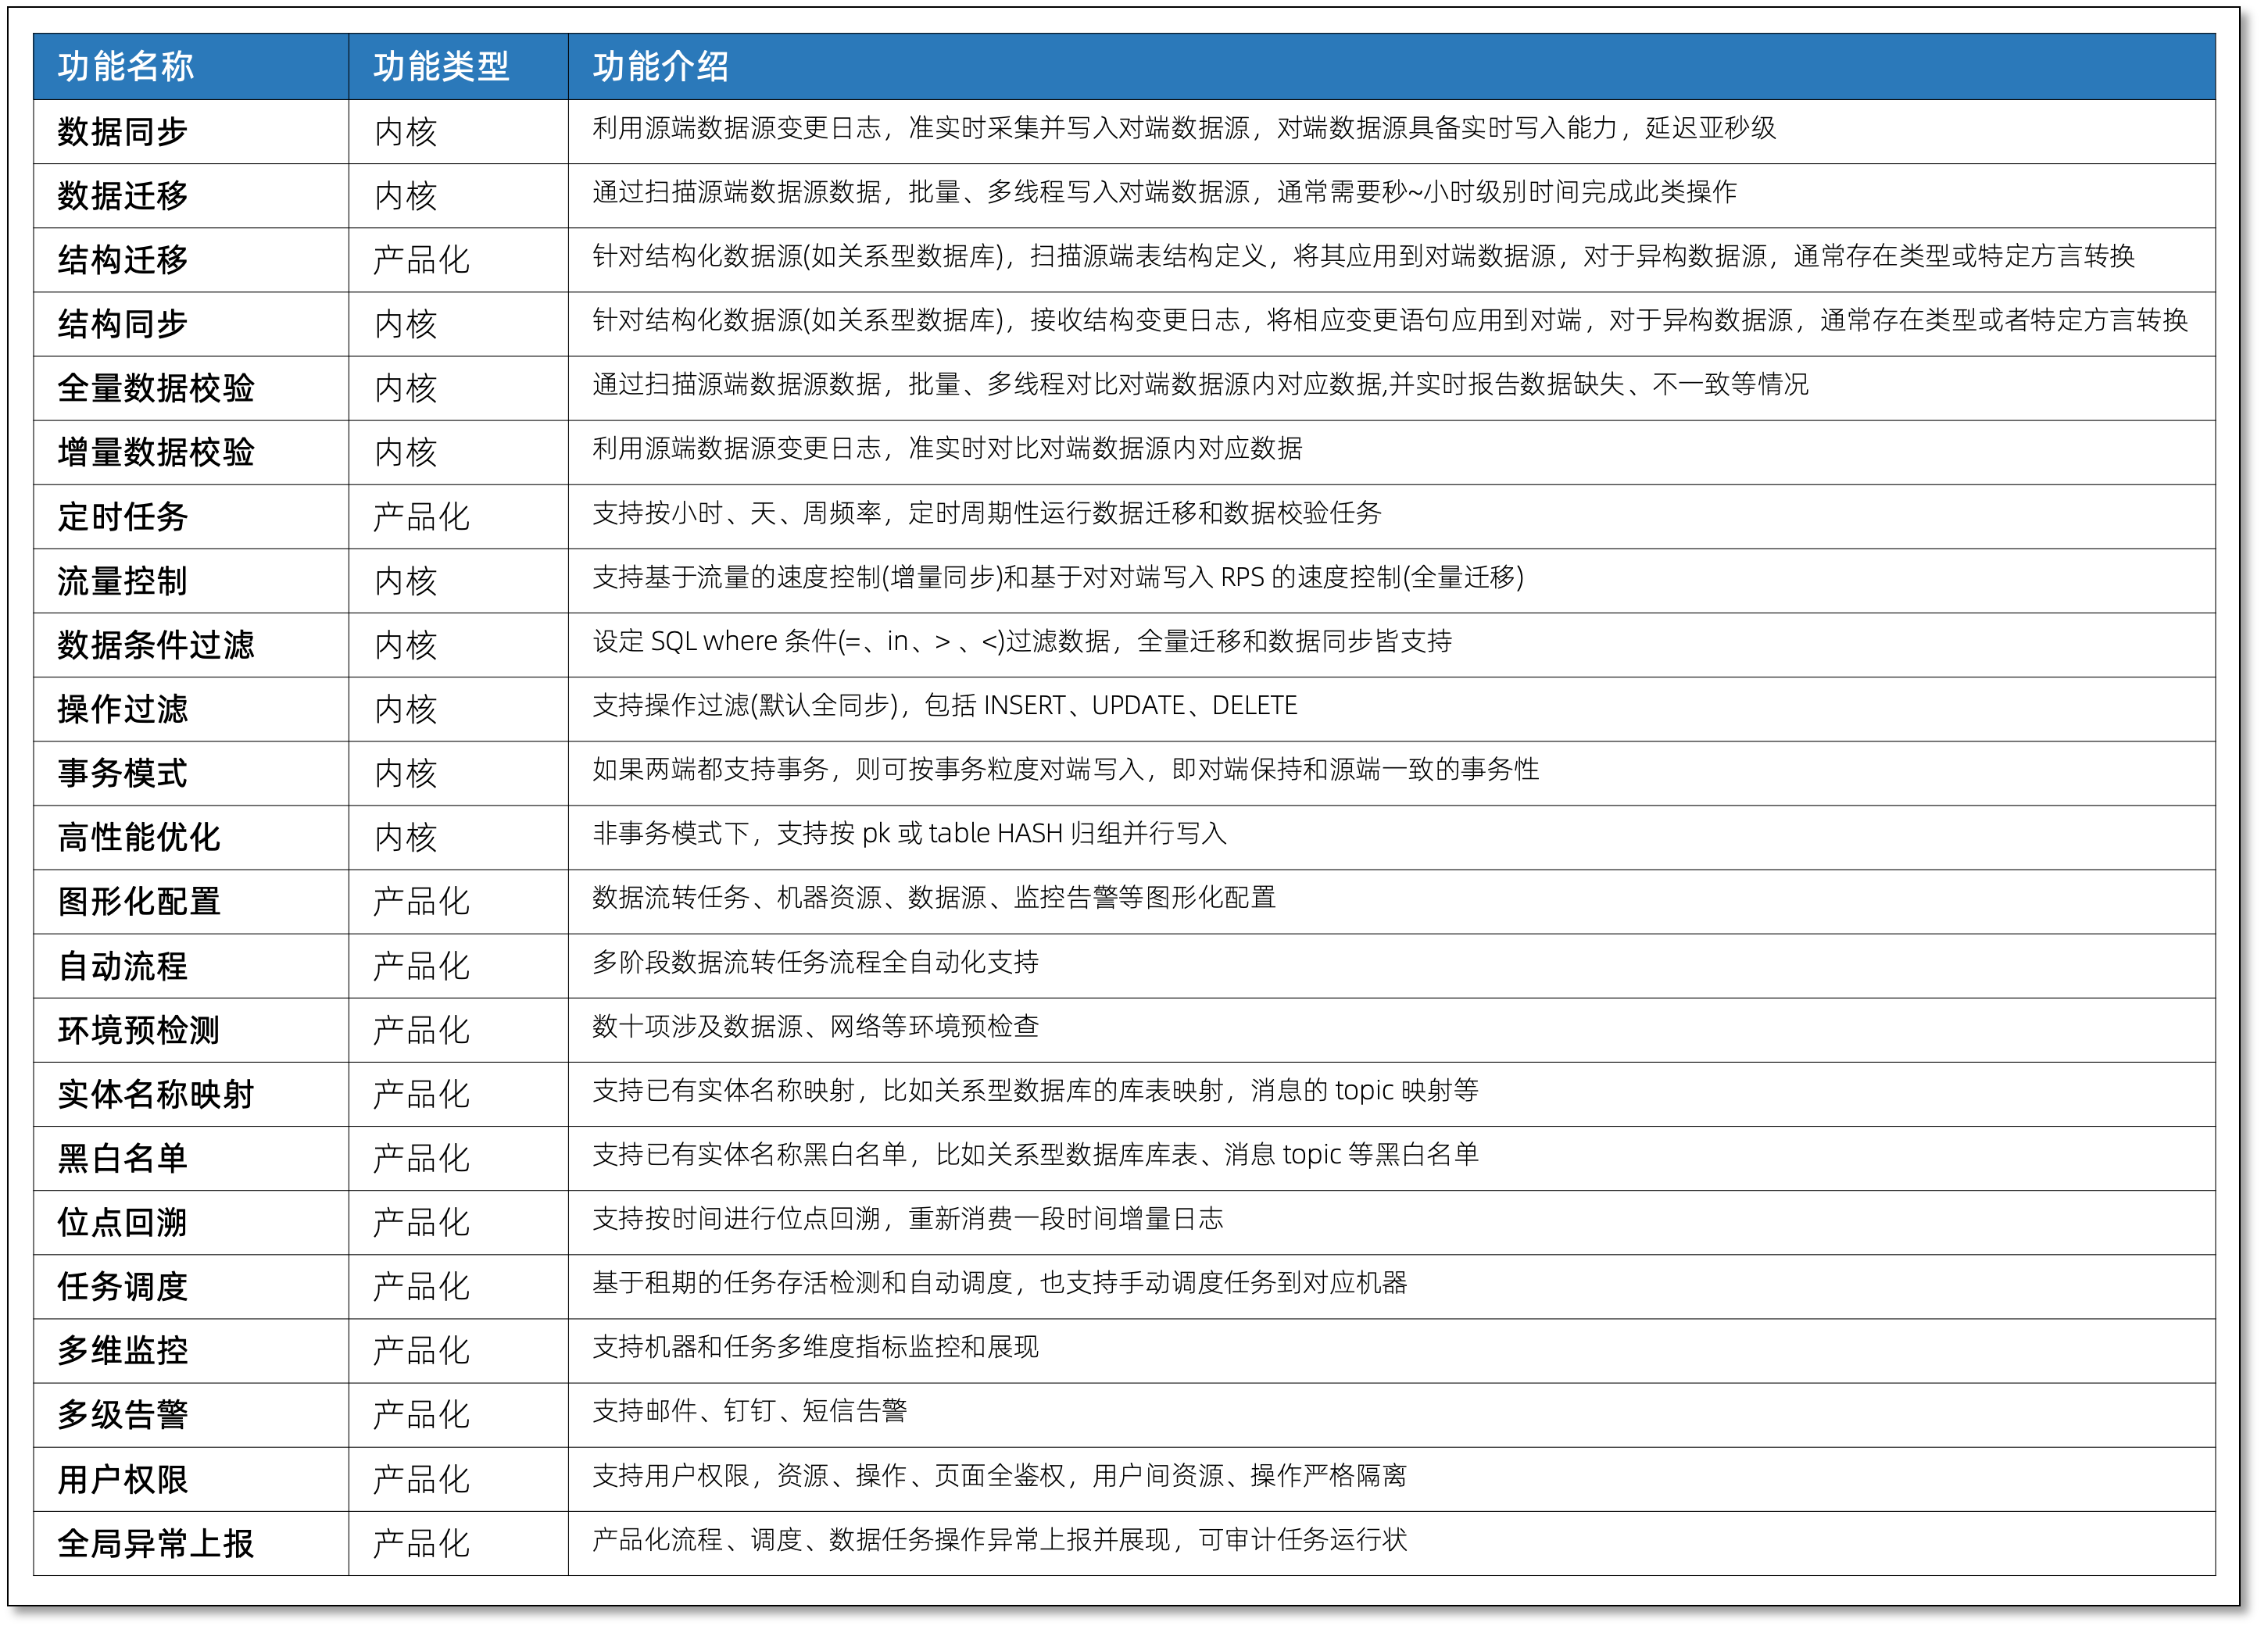 功能名称 功能类型 功能介绍
数据同步 内核 利用源端数据源变更日志，准实时采集并写入对端数据源，对端数据源具备实时写入能力，延迟亚秒级
数据迁移 内核 通过扫描源端数据源数据，批量、多线程写入对端数据源，通常需要秒~小时级别时间完成此类操作
结构迁移 产品化 针对结构化数据源(如关系型数据库)，扫描源端表结构定义，将其应用到对端数据源，对于异构数据源，通常存在类型或特定方言转换
结构同步 内核 针对结构化数据源(如关系型数据库)，接收结构变更日志，将相应变更语句应用到对端，对于异构数据源，通常存在类型或者特定方言转换
全量数据校验 内核 通过扫描源端数据源数据，批量、多线程对比对端数据源内对应数据,并实时报告数据缺失、不一致等情况
增量数据校验 内核 利用源端数据源变更日志，准实时对比对端数据源内对应数据
定时任务 产品化 支持按小时、天、周频率，定时周期性运行数据迁移和数据校验任务
流量控制 内核 支持基于流量的速度控制(增量同步)和基于对对端写入 RPS 的速度控制(全量迁移)
数据条件过滤 内核 设定 SQL where 条件(=、in、> 、<)过滤数据，全量迁移和数据同步皆支持
操作过滤 内核 支持操作过滤(默认全同步)，包括 INSERT、UPDATE、DELETE
事务模式 内核 如果两端都支持事务，则可按事务粒度对端写入，即对端保持和源端一致的事务性
高性能优化 内核 非事务模式下，支持按 pk 或 table HASH 归组并行写入
图形化配置 产品化 数据流转任务、机器资源、数据源、监控告警等图形化配置
自动流程 产品化 多阶段数据流转任务流程全自动化支持
环境预检测 产品化 数十项涉及数据源、网络等环境预检查
实体名称映射 产品化 支持已有实体名称映射，比如关系型数据库的库表映射，消息的 topic 映射等
黑白名单 产品化 支持已有实体名称黑白名单，比如关系型数据库库表、消息 topic 等黑白名单
位点回溯 产品化 支持按时间进行位点回溯，重新消费一段时间增量日志
任务调度 产品化 基于租期的任务存活检测和自动调度，也支持手动调度任务到对应机器
多维监控 产品化 支持机器和任务多维度指标监控和展现
多级告警 产品化 支持邮件、钉钉、短信告警
用户权限 产品化 支持用户权限，资源、操作、页面全鉴权，用户间资源、操作严格隔离
全局异常上报 产品化 产品化流程、调度、数据任务操作异常上报并展现，可审计任务运行状